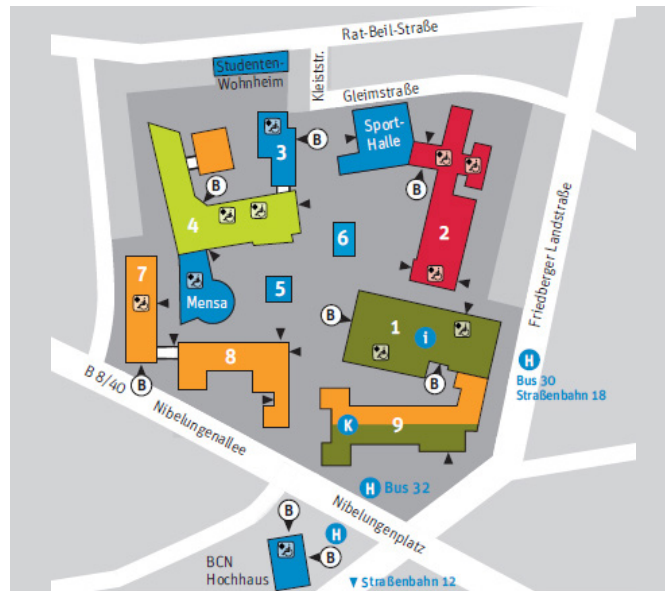 Rat-Beil-Straße
Studenten-
Wohnheim
Kleiststr.
Gleimstraße
Sport-
Halle
3
B
B
B
4
2
6
7
Mensa
5
Friedberger Landstraße
B
1
i
8
B
B
B 8/40
Nibelungenallee
H
Bus 30
Straßenbahn 18
K
9
H Bus 32
Nibelungenplatz
B
H
B
BCN
Hochhaus
Straßenbahn 12